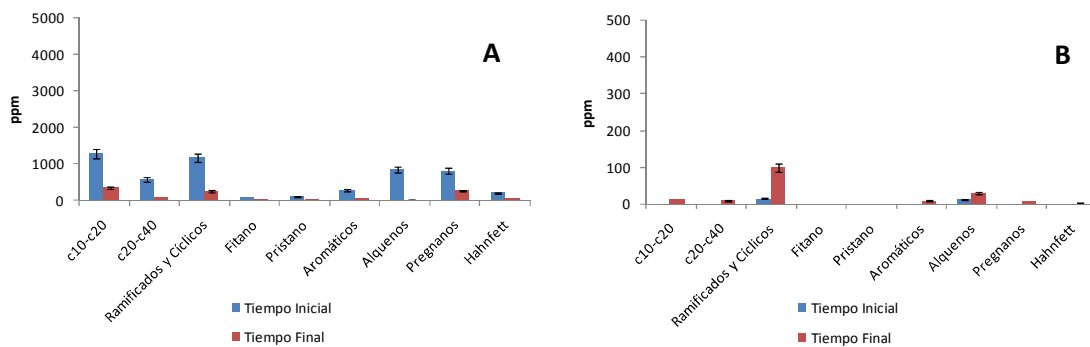 5000
4000
3000
2000
1000
0
ppm
A
c10-c20
c20-c40
Ramificados y Cíclicos
Fitano
Pristano
Aromáticos
Alquenos
Pregnanos
Hahnfett
Tiempo Inicial
Tiempo Final
500
400
300
200
100
0
ppm
B
c10-c20
c20-c40
Ramificados y Cíclicos
Fitano
Pristano
Aromáticos
Alquenos
Pregnanos
Hahnfett
Tiempo Inicial
Tiempo Final